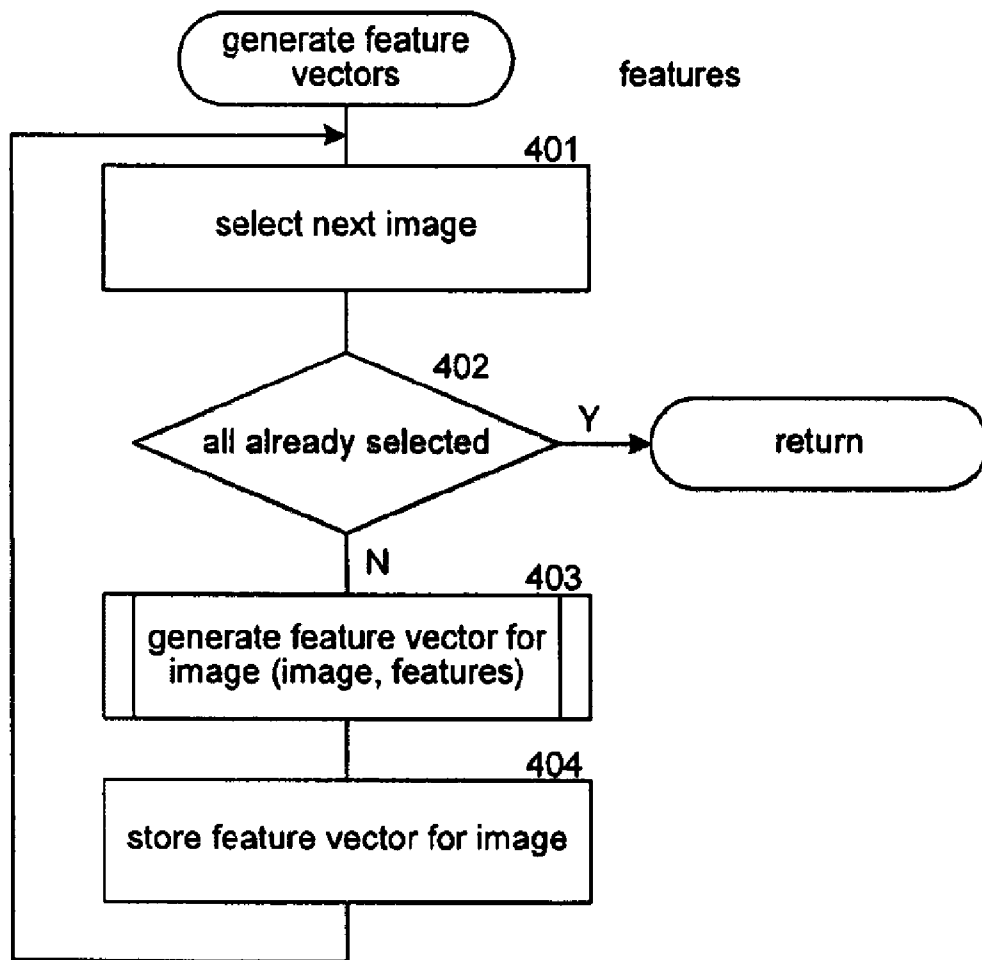 generate feature
vectors
features
401
select next image
402
all already selected
Y
return
N
403
generate feature vector for
image (image, features)
404
store feature vector for image